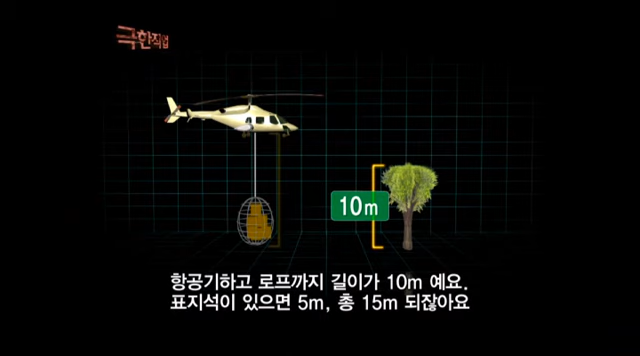 극한직업
10m
항공기하고 로프까지 길이가 10m 예요.
표지석이 있으면 5m, 총 15m 되잖아요